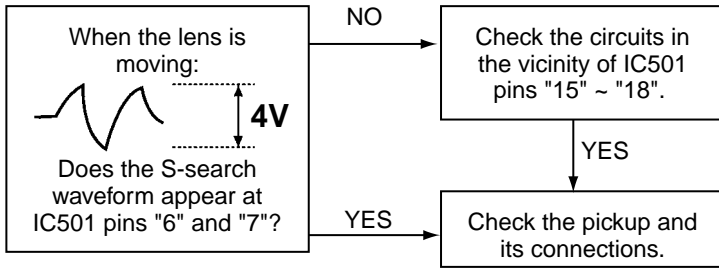 When the lens is
moving:
4V
Does the S-search
waveform appear at
IC501 pins "6" and "7"?
NO
Check the circuits in
the vicinity of IC501
pins "15" ~ "18".
YES
YES
Check the pickup and
its connections.